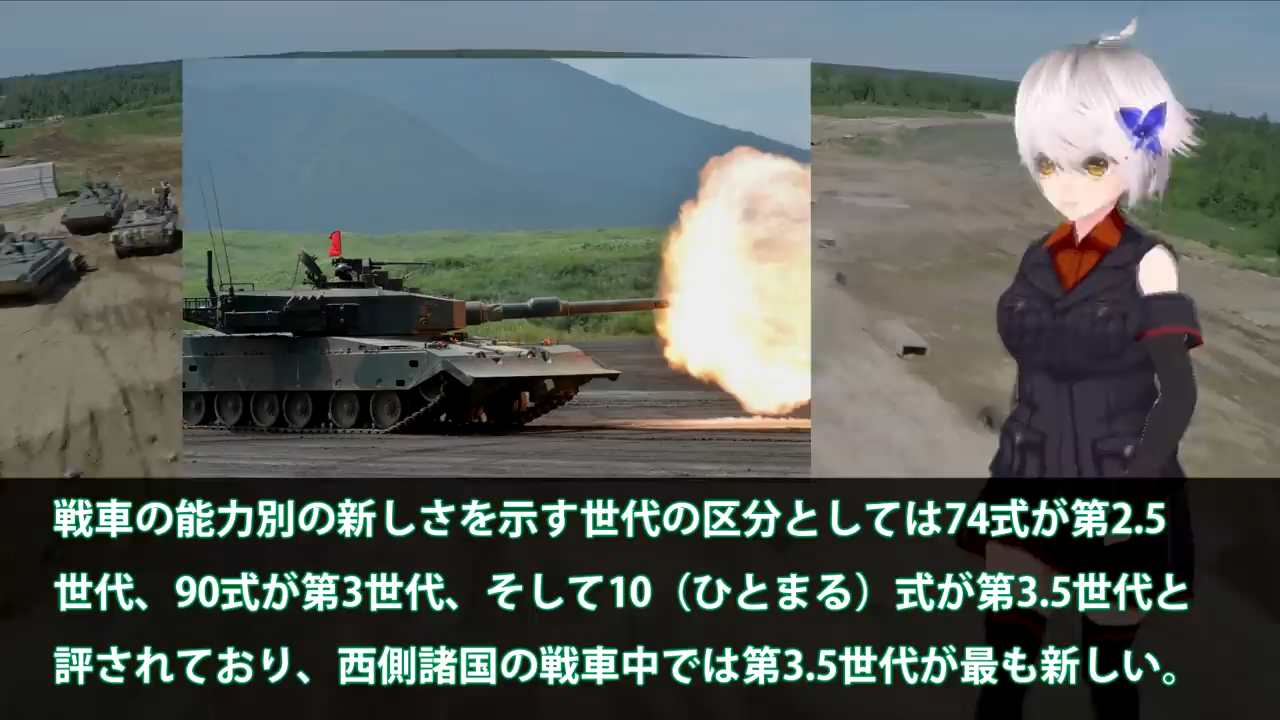 戦車の能力別の新しさを示す世代の区分としては74式が第2.5
世代、90式が第3世代、そして10（ひとまる）式が第3.5世代と
評されており、西側諸国の戦車中では第3.5世代が最も新しい。